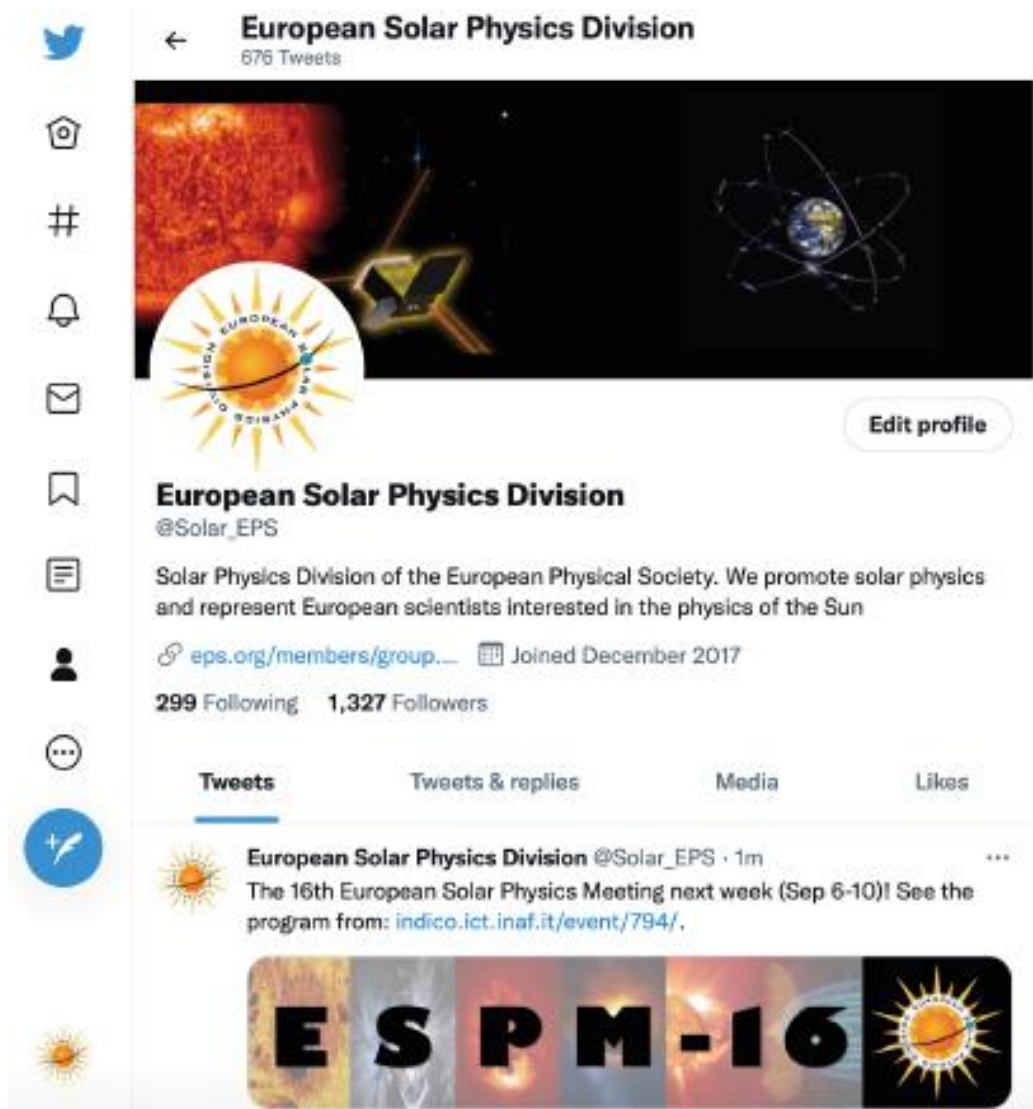 European Solar Physics Division
676 Tweets
EUROPEAN SOLAR PHYSICS DIVISION
Edit profile
European Solar Physics Division
@Solar_EPS
Solar Physics Division of the European Physical Society. We promote solar physics
and represent European scientists interested in the physics of the Sun
eps.org/members/group.... Joined December 2017
299 Following 1,327 Followers
Tweets Tweets & replies Media Likes
European Solar Physics Division @Solar_EPS · 1m
The 16th European Solar Physics Meeting next week (Sep 6-10)! See the
program from: indico.ict.inaf.it/event/794/.
ESPM-16